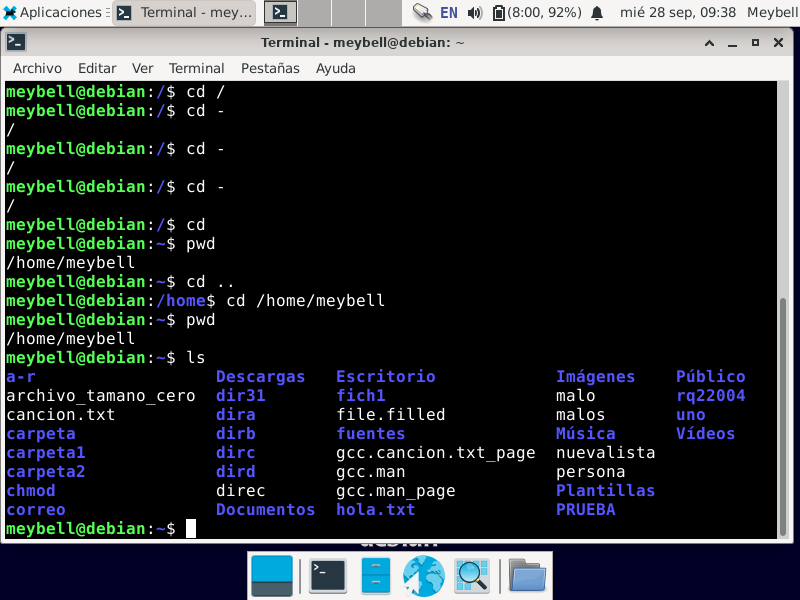 Aplicaciones Terminal - mey... EN (8:00, 92%) mié 28 sep, 09:38 Meybell
Terminal - meybell@debian: ~
Archivo Editar Ver Terminal Pestañas Ayuda
meybell@debian:/$ cd /
meybell@debian:/$ cd -
/
meybell@debian:/$ cd -
/
meybell@debian:/$ cd -
/
meybell@debian:/$ cd
meybell@debian:~$ pwd
/home/meybell
meybell@debian:~$ cd ..
meybell@debian:/home$ cd /home/meybell
meybell@debian:~$ pwd
/home/meybell
meybell@debian:~$ ls
a-r Descargas Escritorio Imágenes Público
archivo_tamano_cero dir31 fich1 malo rq22004
cancion.txt dira file.filled malos uno
carpeta dirb fuentes Música Vídeos
carpeta1 dirc gcc.cancion.txt_page nuevalista
carpeta2 dird gcc.man persona
chmod direc gcc.man_page Plantillas
correo Documentos hola.txt PRUEBA
meybell@debian:~$